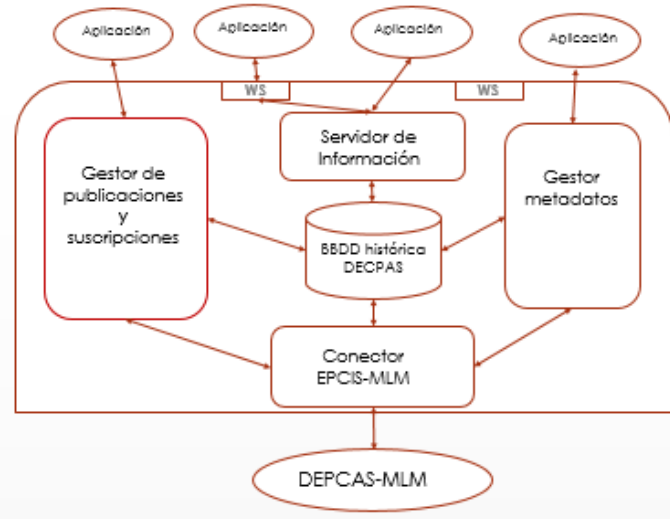 Aplicación
Aplicación
Aplicación
Aplicación
WS
WS
Servidor de
Información
Gestor de
publicaciones
y
suscripciones
Gestor
metadatos
BBDD histórica
DECPAS
Conector
EPCIS-MLM
DEPCAS-MLM